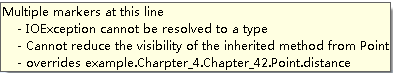 Multiple markers at this line
- IOException cannot be resolved to a type
- Cannot reduce the visibility of the inherited method from Point
- overrides example.Charpter_4.Chapter_42.Point.distance